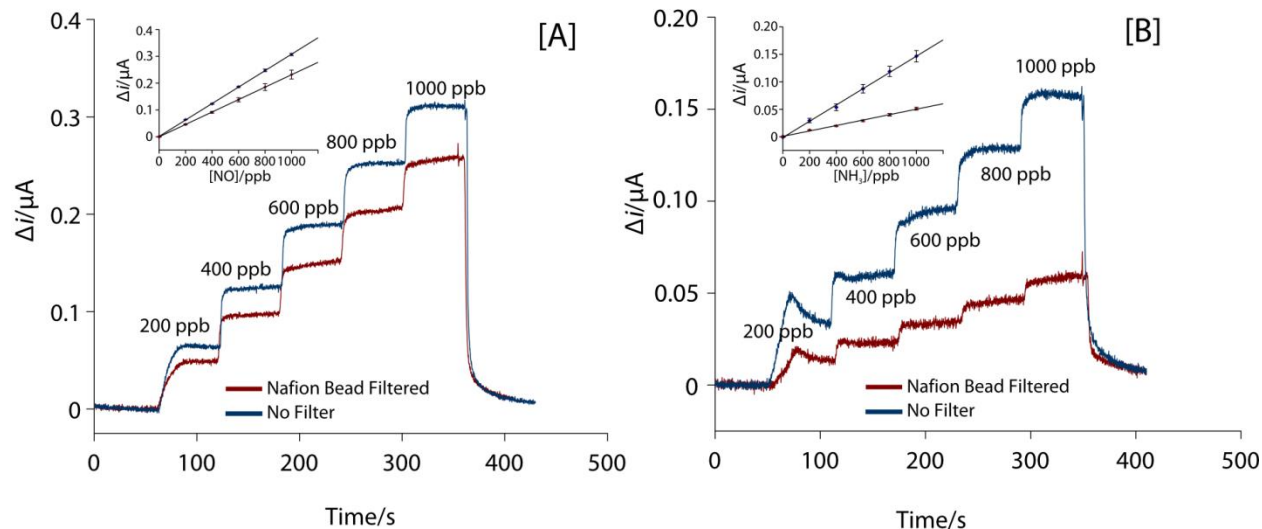 [A]
Δi/μA
0.4
0.3
0.2
0.1
0
0 100 200 300 400 500
Time/s
200 ppb
400 ppb
600 ppb
800 ppb
1000 ppb
Nafion Bead Filtered
No Filter
Δi/μA
0.4
0.3
0.2
0.1
0
0 200 400 600 800 1000
[NO]/ppb
[B]
Δi/μA
0.20
0.15
0.10
0.05
0
0 100 200 300 400 500
Time/s
200 ppb
400 ppb
600 ppb
800 ppb
1000 ppb
Nafion Bead Filtered
No Filter
Δi/μA
0.20
0.15
0.10
0.05
0
0 200 400 600 800 1000
[NH₃]/ppb